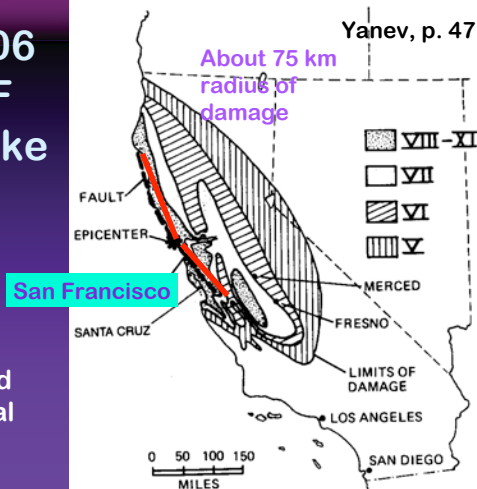 06
F
ke
d
al
Yanev, p. 47
About 75 km
radius of
damage
VIII-XI
VII
VI
V
FAULT
EPICENTER
San Francisco
SANTA CRUZ
MERCED
FRESNO
LIMITS OF
DAMAGE
LOS ANGELES
SAN DIEGO
0 50 100 150
MILES